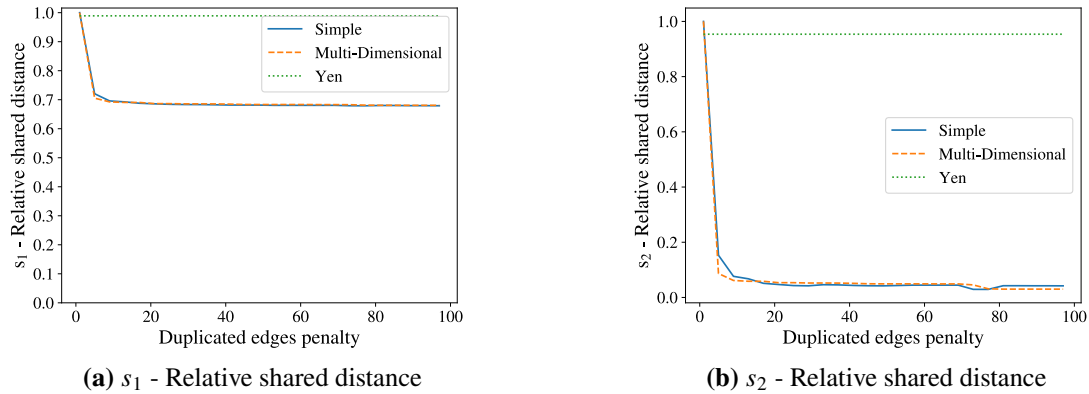 1.0
0.9
0.8
0.7
0.6
0.5
0.4
0.3
0.2
0.1
0.0
s₁ - Relative shared distance
Simple
Multi-Dimensional
Yen
0
20
40
60
80
100
Duplicated edges penalty
(a) s₁ - Relative shared distance
1.0
0.8
0.6
0.4
0.2
0.0
s₂ - Relative shared distance
Simple
Multi-Dimensional
Yen
0
20
40
60
80
100
Duplicated edges penalty
(b) s₂ - Relative shared distance